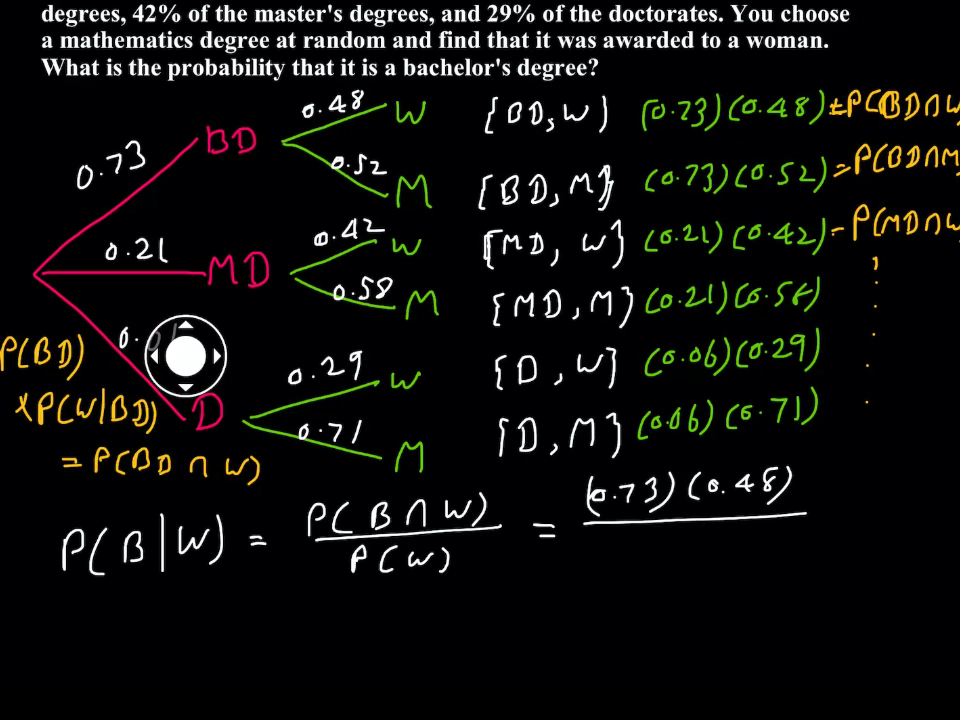 degrees, 42% of the master's degrees, and 29% of the doctorates. You choose
a mathematics degree at random and find that it was awarded to a woman.
What is the probability that it is a bachelor's degree?
0.73 BD 0.48 W {BD,W} (0.73)(0.48) = P(BD∩W
0.52 M {BD,M} (0.73)(0.52) = P(BD∩M
0.21 MD 0.42 W {MD, W} (0.21)(0.42) = P(MD∩W
0.58 M {MD,M} (0.21)(0.58)
P(BD) D 0.29 W {D,W} (0.06)(0.29)
*P(W|BD) 0.71 M {D,M} (0.06)(0.71)
= P(BD∩W)
P(B|W) = P(B∩W) / P(W) = (0.73)(0.48)